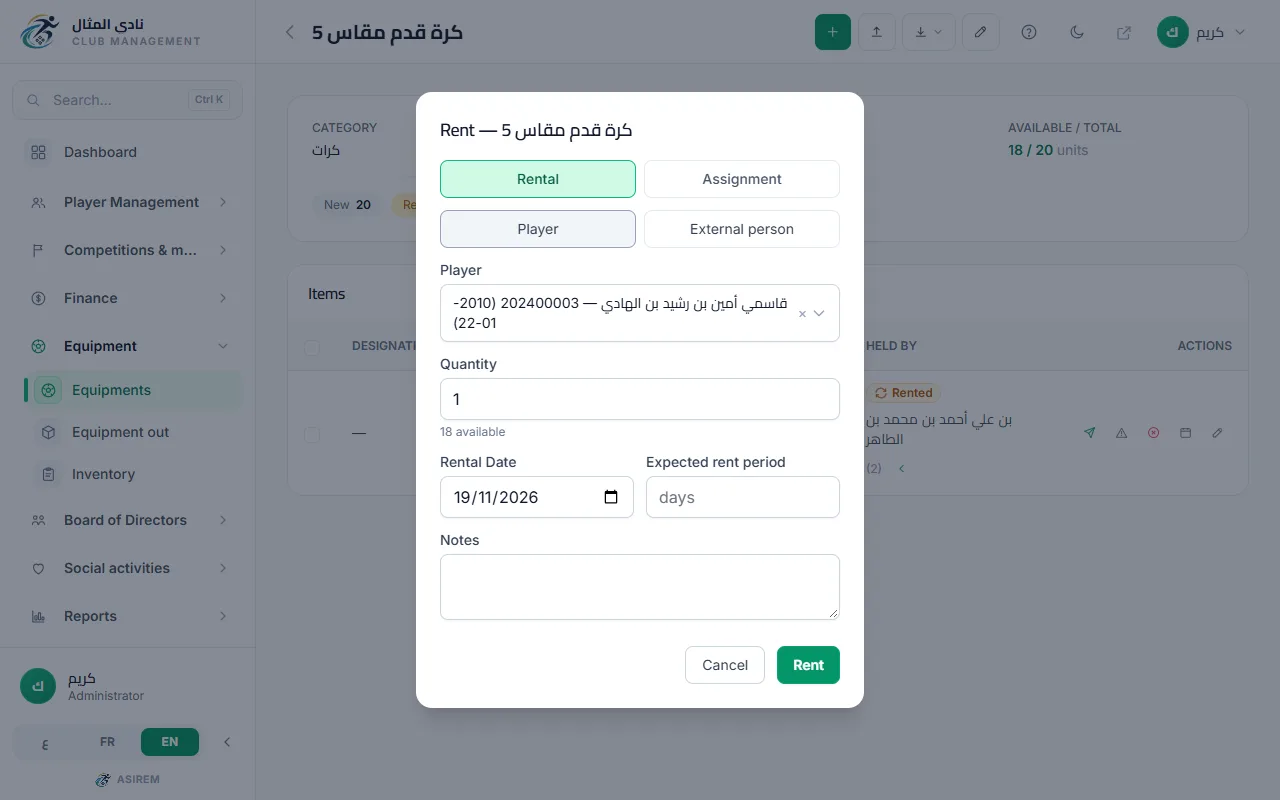 نادي المثال
CLUB MANAGEMENT
Search...
Ctrl K
Dashboard
Player Management
Competitions & m...
Finance
Equipment
Equipments
Equipment out
Inventory
Board of Directors
Social activities
Reports
ك
كريم
Administrator
ع
FR
EN
ASIREM
كرة قدم مقاس 5
ك
كريم
CATEGORY
كرات
AVAILABLE / TOTAL
18 / 20 units
New 20
Items
HELD BY
ACTIONS
—
Rented
بن علي أحمد بن محمد بن
الطاهر
(2)
Rent — كرة قدم مقاس 5
Rental
Assignment
Player
External person
Player
قاسمي أمين بن رشيد بن الهادي — 202400003 (2010-
01-22)
Quantity
1
18 available
Rental Date
Expected rent period
19/11/2026
days
Notes
Cancel
Rent